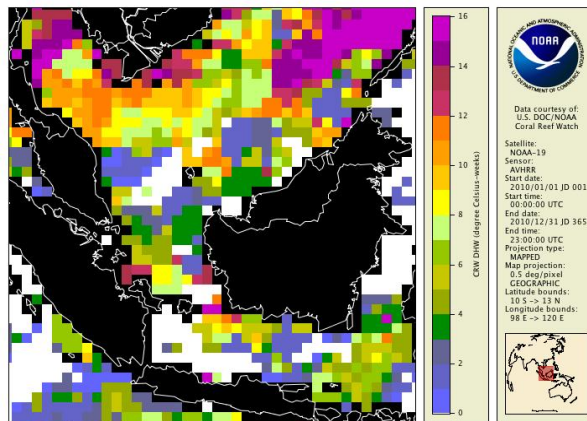 16
14
12
10
8
6
4
2
0
CRW DHW (degree Celsius-weeks)
NATIONAL OCEANIC AND ATMOSPHERIC ADMINISTRATION
NOAA
U.S. DEPARTMENT OF COMMERCE
Data courtesy of:
U.S. DOC/NOAA
Coral Reef Watch
Satellite:
NOAA-19
Sensor:
AVHRR
Start date:
2010/01/01 JD 001
Start time:
00:00:00 UTC
End date:
2010/12/31 JD 365
End time:
23:00:00 UTC
Projection type:
MAPPED
Map projection:
0.5 deg/pixel
GEOGRAPHIC
Latitude bounds:
10 S -> 13 N
Longitude bounds:
98 E -> 120 E